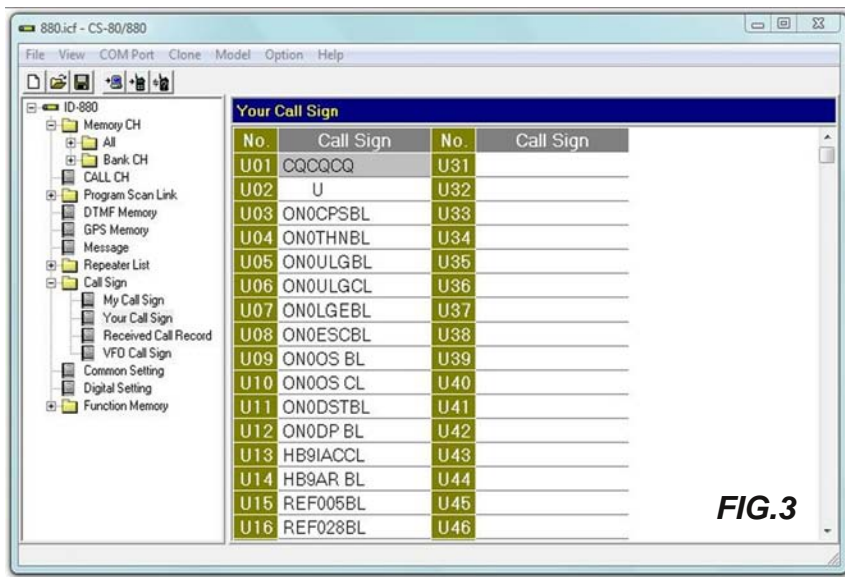 880.icf - CS-80/880
File View COM Port Clone Model Option Help
ID-880
Memory CH
All
Bank CH
CALL CH
Program Scan Link
DTMF Memory
GPS Memory
Message
Repeater List
Call Sign
My Call Sign
Your Call Sign
Received Call Record
VFO Call Sign
Common Setting
Digital Setting
Function Memory
Your Call Sign
No. Call Sign No. Call Sign
U01 CQCQCQ U31
U02 U U32
U03 ON0CPSBL U33
U04 ON0THNBL U34
U05 ON0ULGBL U35
U06 ON0ULGCL U36
U07 ON0LGEBL U37
U08 ON0ESCBL U38
U09 ON0OS BL U39
U10 ON0OS CL U40
U11 ON0DSTBL U41
U12 ON0DP BL U42
U13 HB9IACCL U43
U14 HB9AR BL U44
U15 REF005BL U45
U16 REF028BL U46
FIG.3